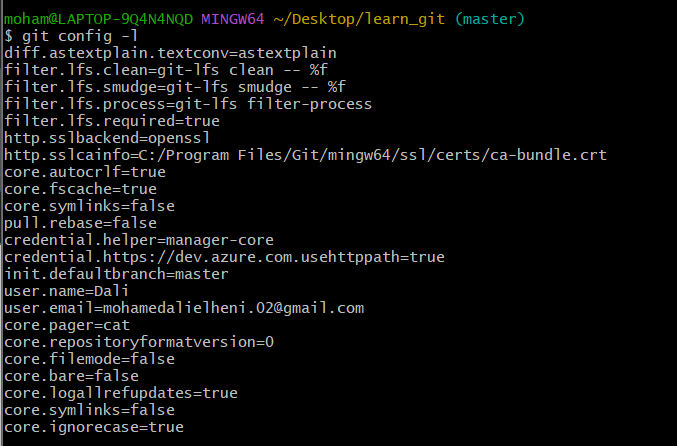 moham@LAPTOP-9Q4N4NQD MINGW64 ~/Desktop/learn_git (master)
$ git config -l
diff.astextplain.textconv=astextplain
filter.lfs.clean=git-lfs clean -- %f
filter.lfs.smudge=git-lfs smudge -- %f
filter.lfs.process=git-lfs filter-process
filter.lfs.required=true
http.sslbackend=openssl
http.sslcainfo=C:/Program Files/Git/mingw64/ssl/certs/ca-bundle.crt
core.autocrlf=true
core.fscache=true
core.symlinks=false
pull.rebase=false
credential.helper=manager-core
credential.https://dev.azure.com.usehttppath=true
init.defaultbranch=master
user.name=Dali
user.email=mohamedalielheni.02@gmail.com
core.pager=cat
core.repositoryformatversion=0
core.filemode=false
core.bare=false
core.logallrefupdates=true
core.symlinks=false
core.ignorecase=true